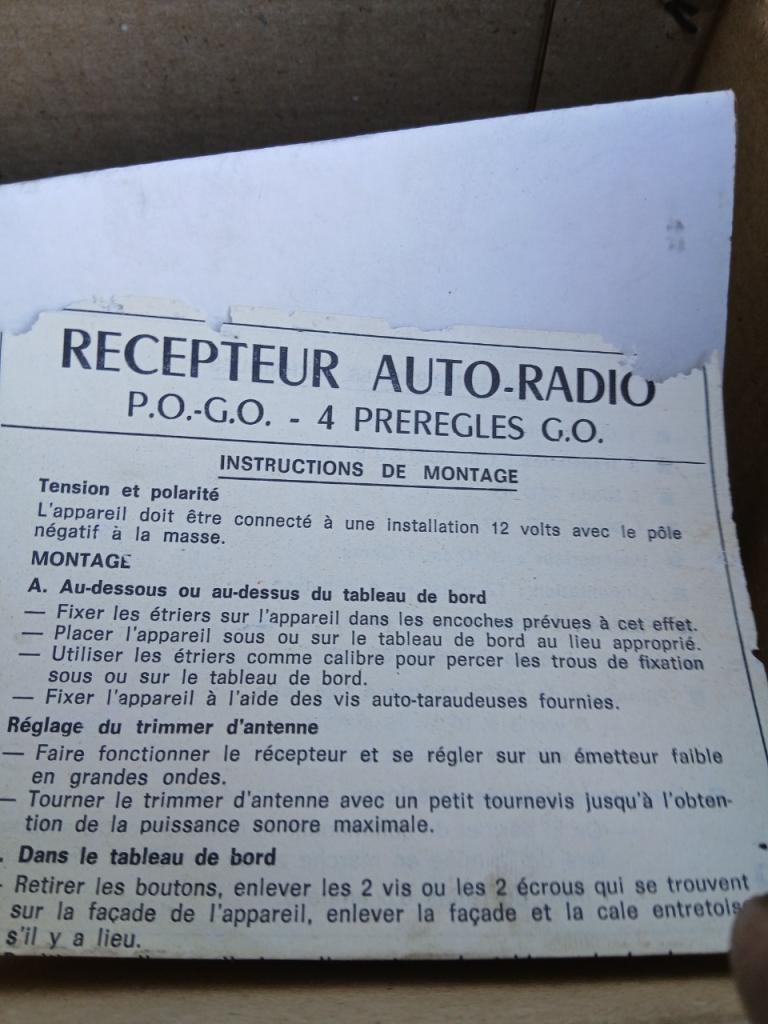 RECEPTEUR AUTO-RADIO
P.O.-G.O. - 4 PREREGLES G.O.
INSTRUCTIONS DE MONTAGE
Tension et polarité
L'appareil doit être connecté à une installation 12 volts avec le pôle
négatif à la masse.
MONTAGE
A. Au-dessous ou au-dessus du tableau de bord
— Fixer les étriers sur l'appareil dans les encoches prévues à cet effet.
— Placer l'appareil sous ou sur le tableau de bord au lieu approprié.
— Utiliser les étriers comme calibre pour percer les trous de fixation
sous ou sur le tableau de bord.
— Fixer l'appareil à l'aide des vis auto-taraudeuses fournies.
Réglage du trimmer d'antenne
— Faire fonctionner le récepteur et se régler sur un émetteur faible
en grandes ondes.
— Tourner le trimmer d'antenne avec un petit tournevis jusqu'à l'obten-
tion de la puissance sonore maximale.
. Dans le tableau de bord
- Retirer les boutons, enlever les 2 vis ou les 2 écrous qui se trouvent
sur la façade de l'appareil, enlever la façade et la cale entretois
s'il y a lieu.